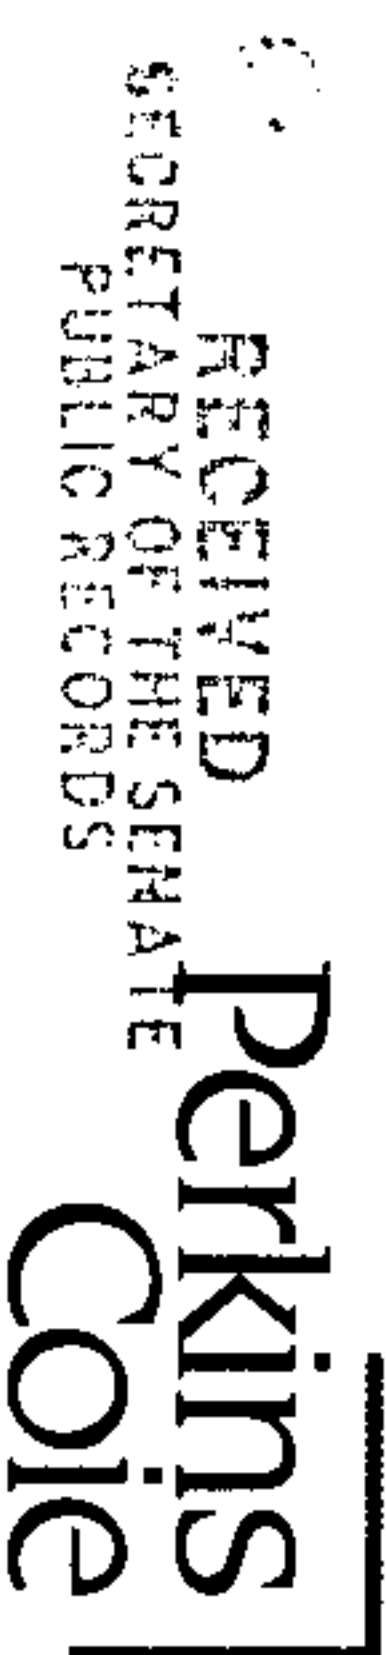 RECEIVED
SECRETARY OF THE SENATE
PUBLIC RECORDS
Perkins
Coie